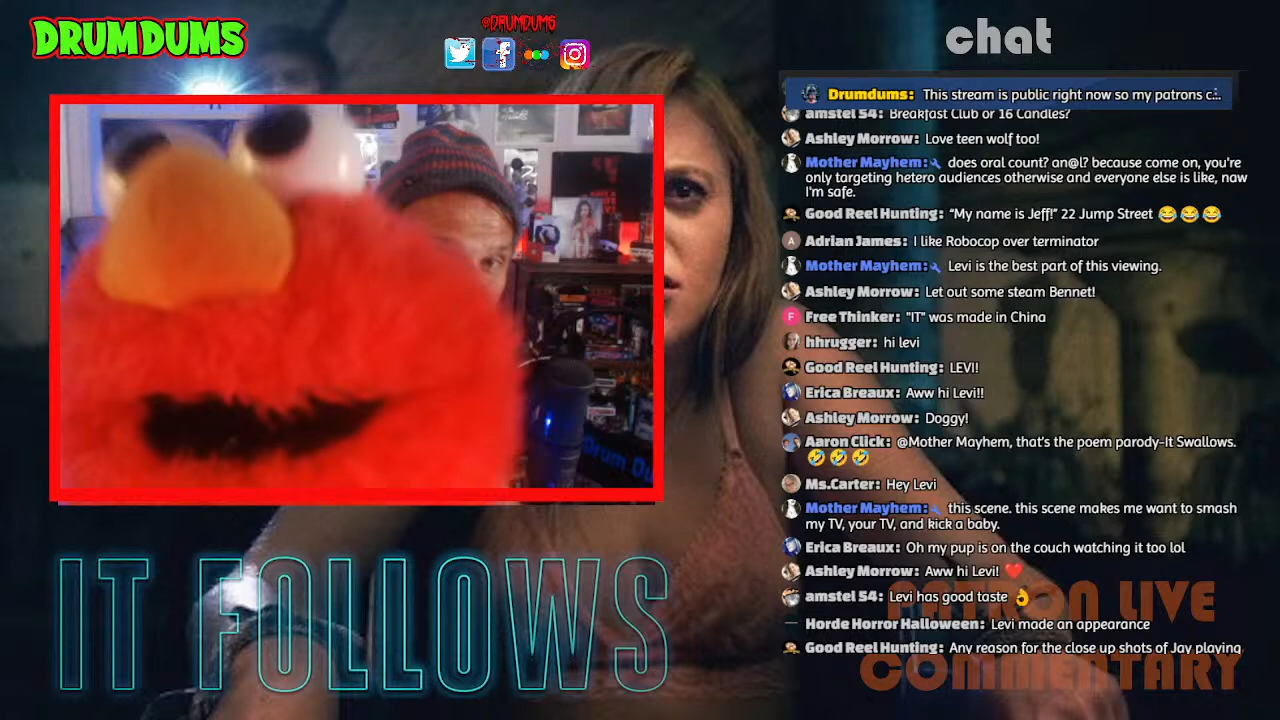 DRUMDUMS
@DRUMDUMS
chat
Drumdums: This stream is public right now so my patrons c...
amstel 54: Breakfast Club or 16 Candles?
Ashley Morrow: Love teen wolf too!
Mother Mayhem: does oral count? an@l? because come on, you're
only targeting hetero audiences otherwise and everyone else is like, naw
I'm safe.
Good Reel Hunting: “My name is Jeff!” 22 Jump Street 😂😂😂
A Adrian James: I like Robocop over terminator
Mother Mayhem: Levi is the best part of this viewing.
Ashley Morrow: Let out some steam Bennet!
F Free Thinker: "IT" was made in China
hhrugger: hi levi
Good Reel Hunting: LEVI!
Erica Breaux: Aww hi Levi!!
Ashley Morrow: Doggy!
Aaron Click: @Mother Mayhem, that's the poem parody-It Swallows.
🤣🤣🤣
Ms.Carter: Hey Levi
Mother Mayhem: this scene. this scene makes me want to smash
my TV, your TV, and kick a baby.
Erica Breaux: Oh my pup is on the couch watching it too lol
Ashley Morrow: Aww hi Levi! ❤️
amstel 54: Levi has good taste 👌
Horde Horror Halloween: Levi made an appearance
Good Reel Hunting: Any reason for the close up shots of Jay playing
Drum Du
IT FOLLOWS
PATRON LIVE
COMMENTARY